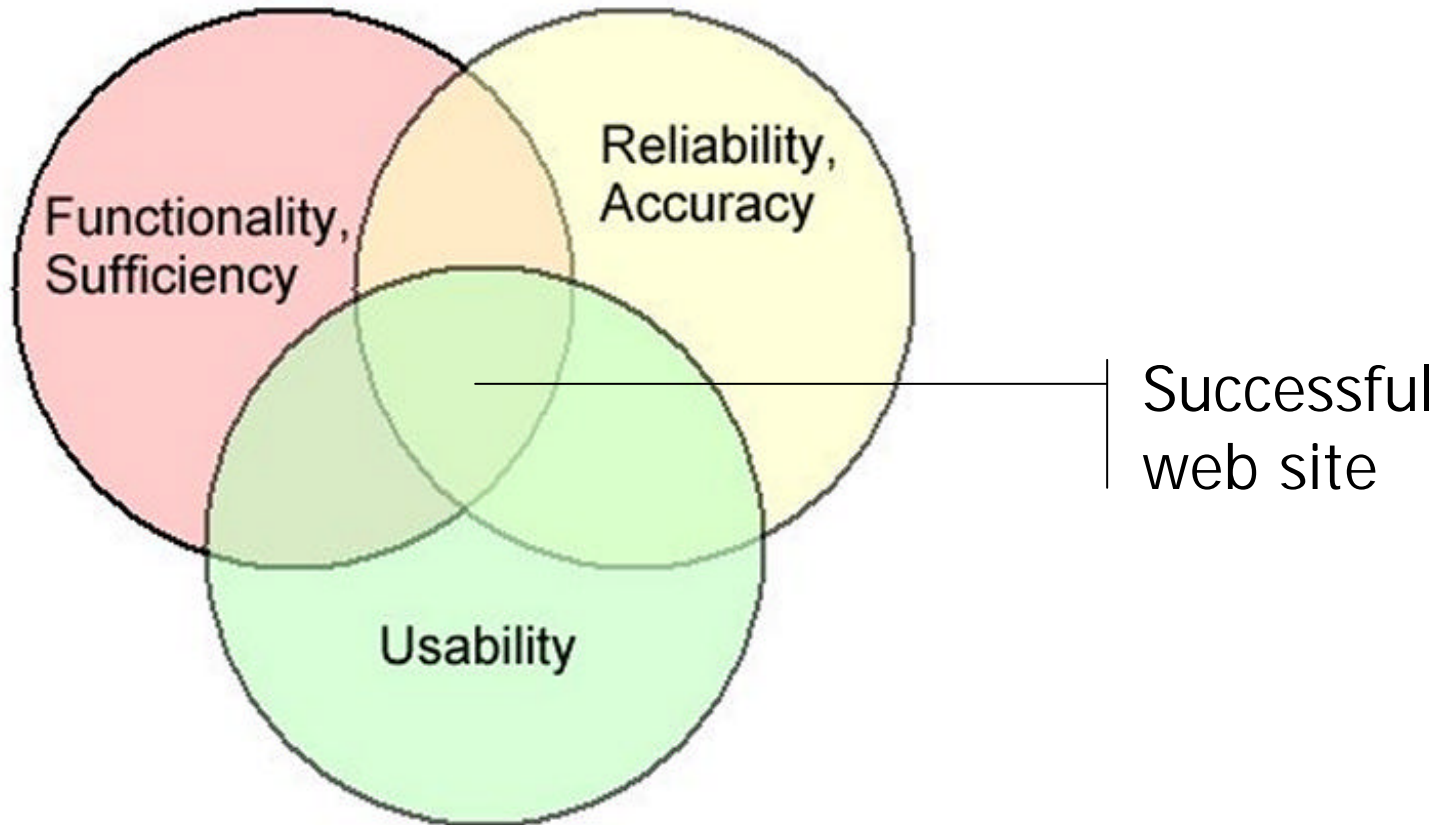 Functionality,
Sufficiency
Reliability,
Accuracy
Usability
Successful
web site